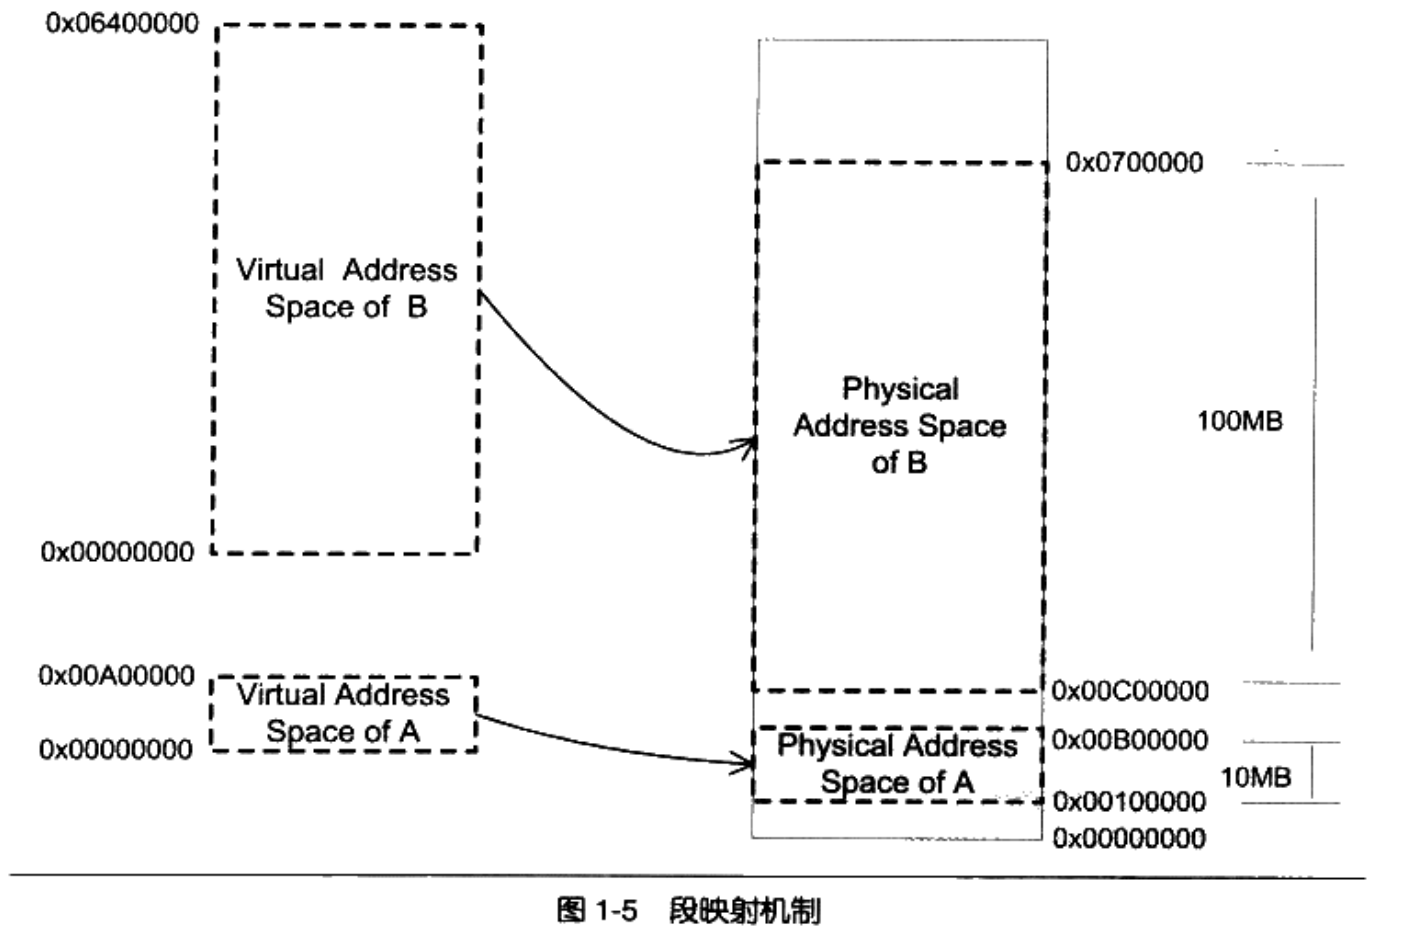 0x06400000
Virtual Address
Space of B
0x00000000
0x00A00000
Virtual Address
Space of A
0x00000000
0x0700000
Physical
Address Space
of B
100MB
0x00C00000
0x00B00000
Physical Address
Space of A
10MB
0x00100000
0x00000000
图 1-5 段映射机制